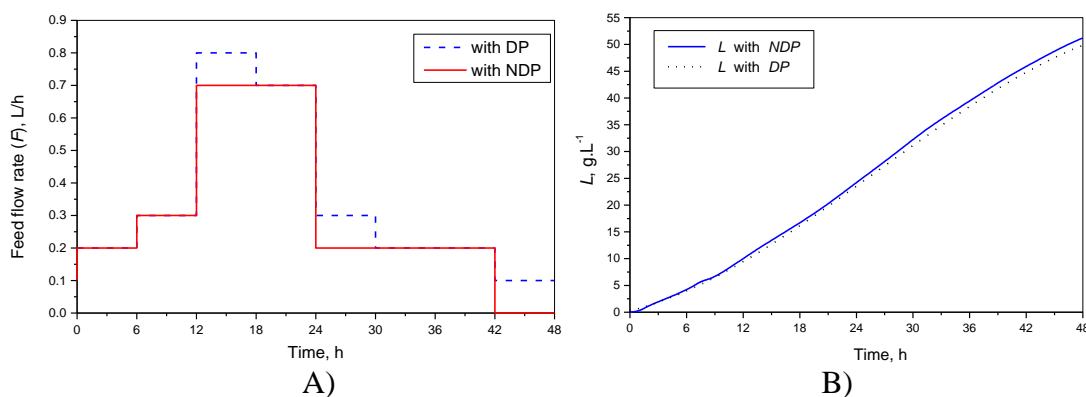 0.9
0.8
0.7
0.6
0.5
0.4
0.3
0.2
0.1
0.0
Feed flow rate (F), L/h
with DP
with NDP
0 6 12 18 24 30 36 42 48
Time, h
A)
55
50
45
40
35
30
25
20
15
10
5
0
L, g.L⁻¹
L with NDP
L with DP
0 6 12 18 24 30 36 42 48
Time, h
B)